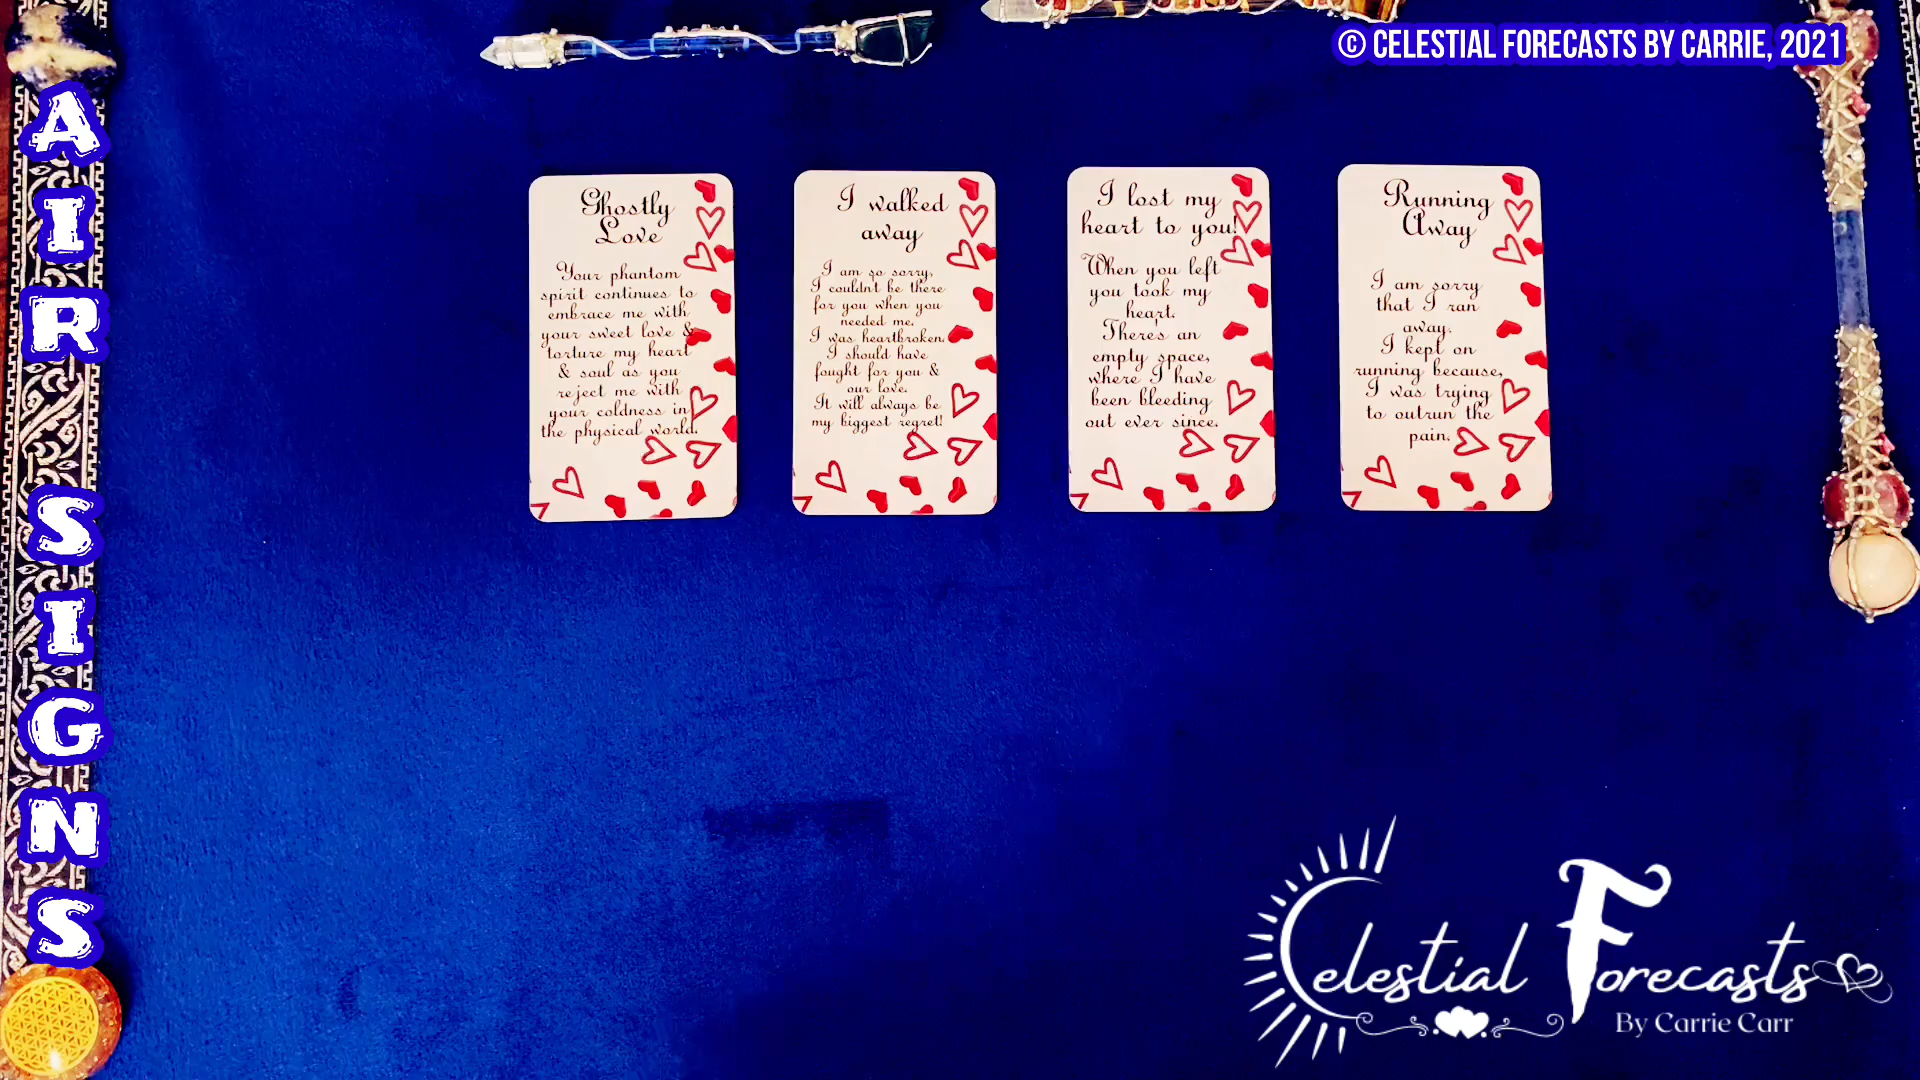 © CELESTIAL FORECASTS BY CARRIE, 2021
AIR SIGNS
Ghostly
Love
Your phantom
spirit continues to
embrace me with
your sweet love &
torture my heart
& soul as you
reject me with
your coldness in
the physical world.
I walked
away
I am so sorry,
I couldn't be there
for you when you
needed me.
I was heartbroken.
I should have
fought for you &
our love.
It will always be
my biggest regret!
I lost my
heart to you!
When you left
you took my
heart.
There's an
empty space,
where I have
been bleeding
out ever since.
Running
Away
I am sorry
that I ran
away.
I kept on
running because,
I was trying
to outrun the
pain.
Celestial Forecasts
By Carrie Carr